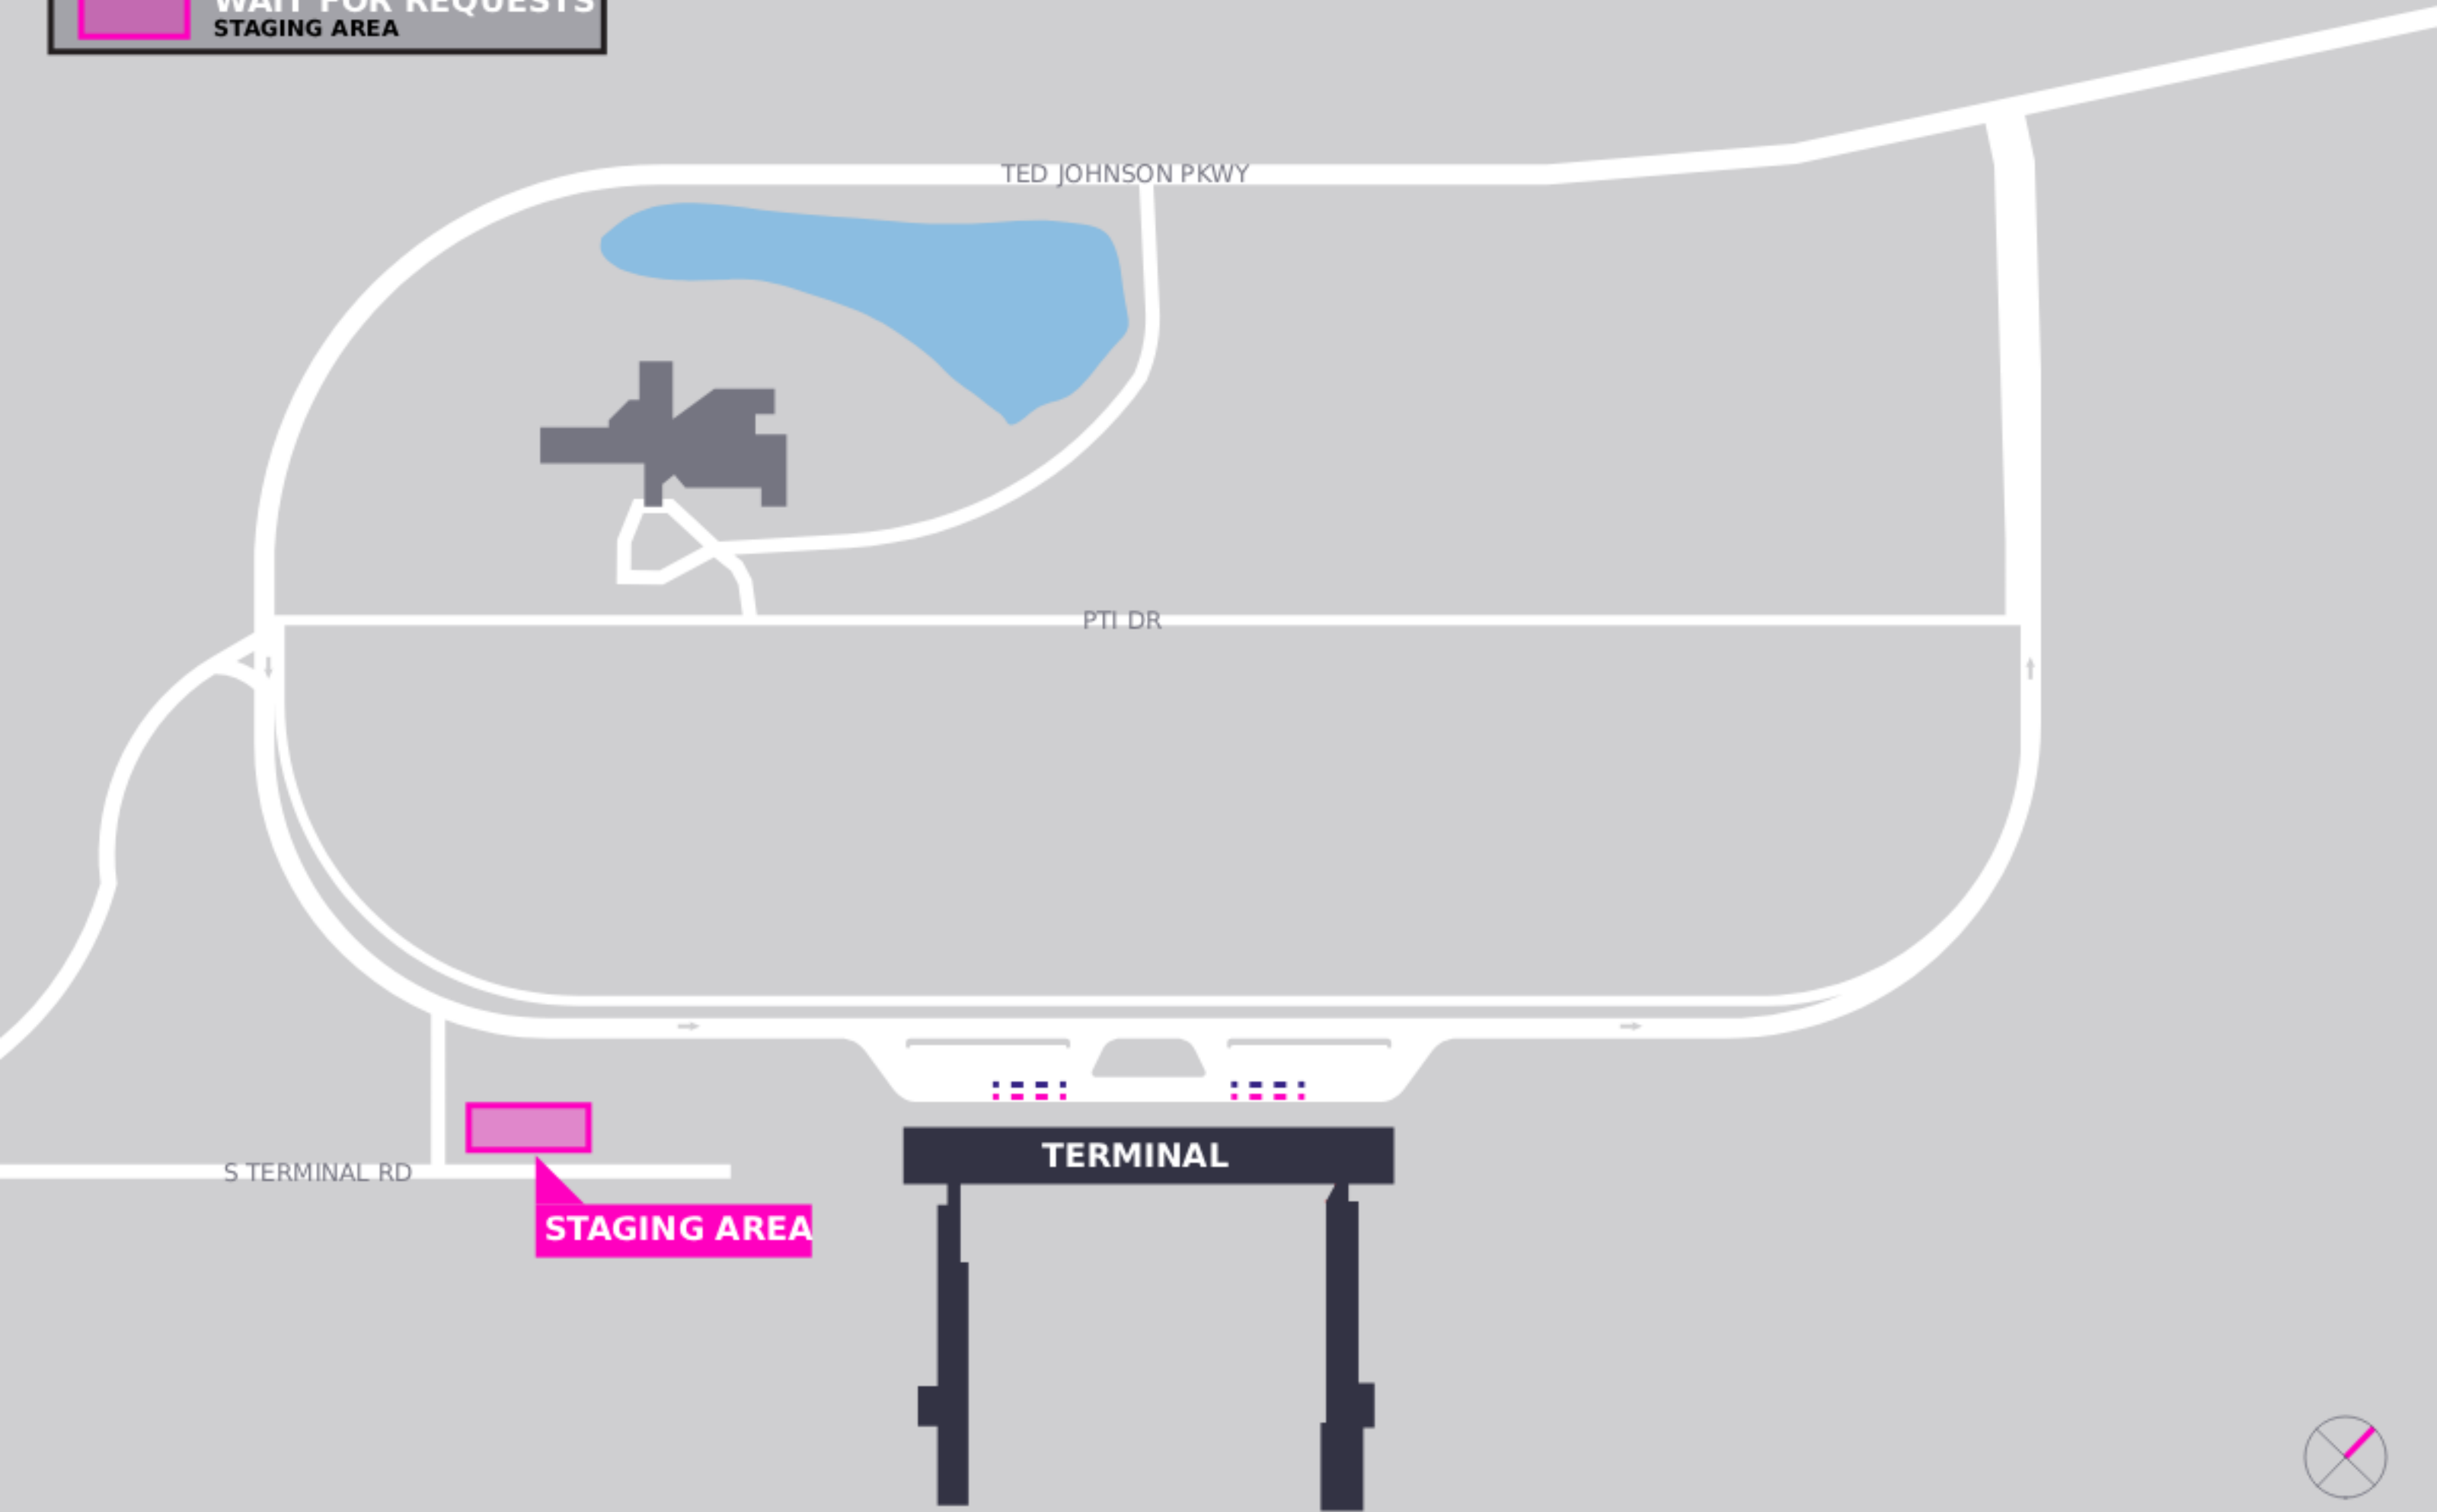 WAIT FOR REQUESTS
STAGING AREA
TED JOHNSON PKWY
PTI DR
TERMINAL
S TERMINAL RD
STAGING AREA